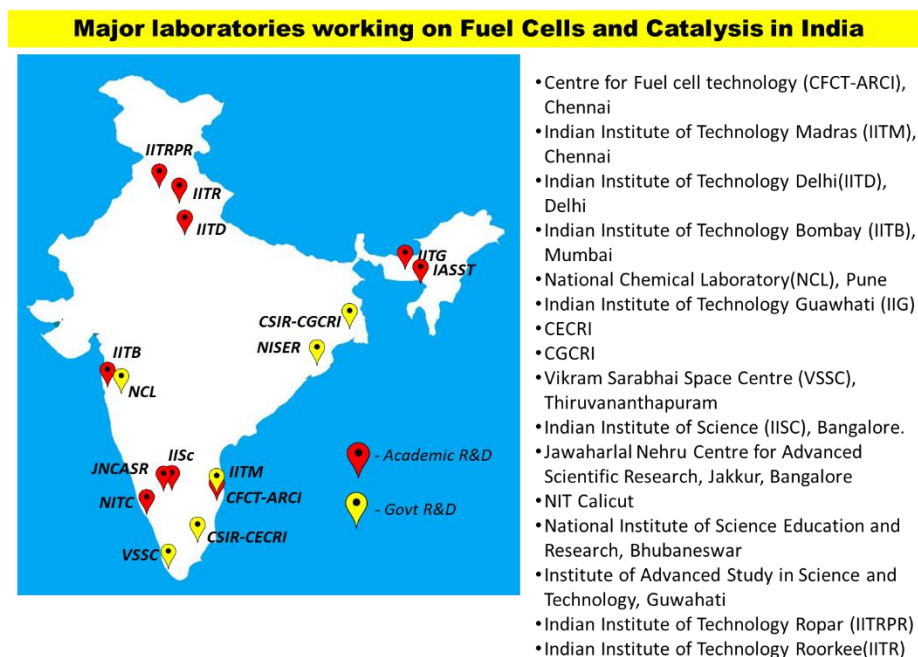 Major laboratories working on Fuel Cells and Catalysis in India
IITRPR
IITR
IITD
IITG
IASST
CSIR-CGCRI
NISER
IITB
NCL
JNCASR
IISc
IITM
NITC
CFCT-ARCI
CSIR-CECRI
VSSC
- Academic R&D
- Govt R&D
•Centre for Fuel cell technology (CFCT-ARCI),
Chennai
•Indian Institute of Technology Madras (IITM),
Chennai
•Indian Institute of Technology Delhi(IITD),
Delhi
•Indian Institute of Technology Bombay (IITB),
Mumbai
•National Chemical Laboratory(NCL), Pune
•Indian Institute of Technology Guawhati (IIG)
•CECRI
•CGCRI
•Vikram Sarabhai Space Centre (VSSC),
Thiruvananthapuram
•Indian Institute of Science (IISC), Bangalore.
•Jawaharlal Nehru Centre for Advanced
Scientific Research, Jakkur, Bangalore
•NIT Calicut
•National Institute of Science Education and
Research, Bhubaneswar
•Institute of Advanced Study in Science and
Technology, Guwahati
•Indian Institute of Technology Ropar (IITRPR)
•Indian Institute of Technology Roorkee(IITR)